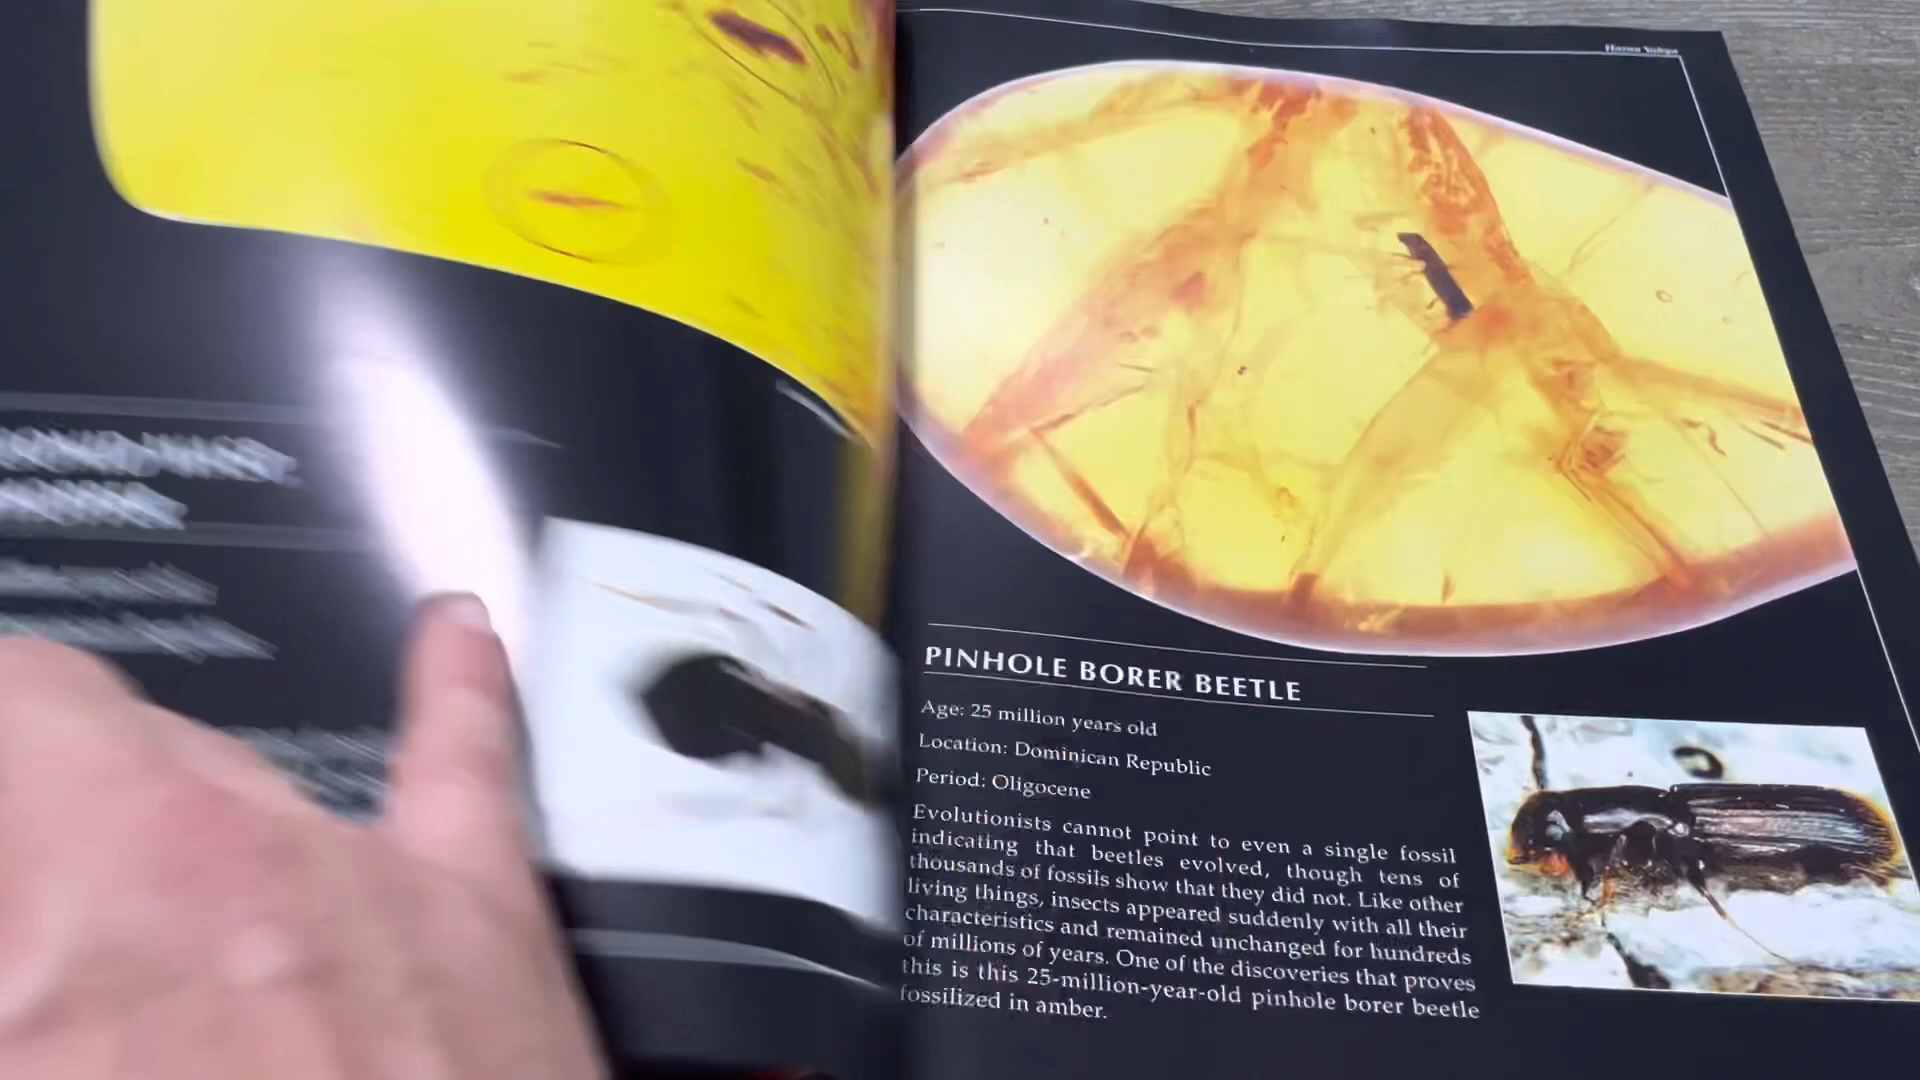 Harun Yahya
PINHOLE BORER BEETLE
Age: 25 million years old
Location: Dominican Republic
Period: Oligocene
Evolutionists cannot point to even a single fossil
indicating that beetles evolved, though tens of
thousands of fossils show that they did not. Like other
living things, insects appeared suddenly with all their
characteristics and remained unchanged for hundreds
of millions of years. One of the discoveries that proves
this is this 25-million-year-old pinhole borer beetle
fossilized in amber.